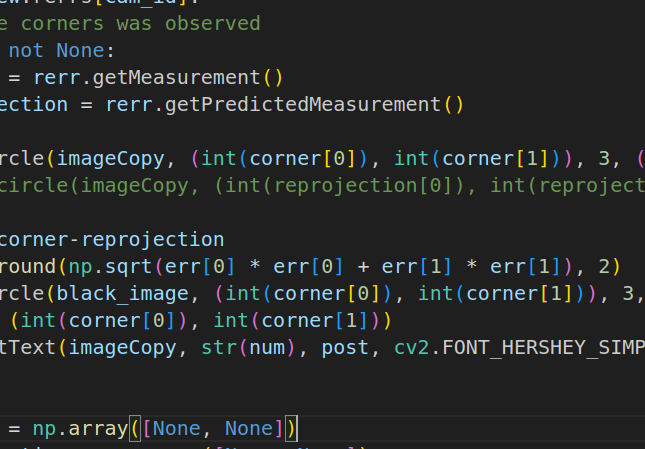 e corners was observed
not None:
= rerr.getMeasurement()
ection = rerr.getPredictedMeasurement()
rcle(imageCopy, (int(corner[0]), int(corner[1])), 3, (
circle(imageCopy, (int(reprojection[0]), int(reproject
corner-reprojection
round(np.sqrt(err[0] * err[0] + err[1] * err[1]), 2)
rcle(black_image, (int(corner[0]), int(corner[1])), 3,
(int(corner[0]), int(corner[1]))
tText(imageCopy, str(num), post, cv2.FONT_HERSHEY_SIMP
= np.array([None, None])